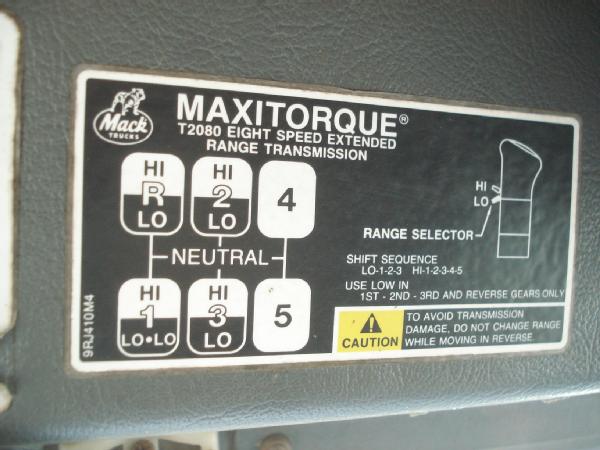 Mack
TRUCKS
MAXITORQUE®
T2080 EIGHT SPEED EXTENDED
RANGE TRANSMISSION
HI HI
R 2 4
LO LO
NEUTRAL
HI HI
1 3 5
LO•LO LO
HI
LO
RANGE SELECTOR
SHIFT SEQUENCE
LO-1-2-3 HI-1-2-3-4-5
USE LOW IN
1ST - 2ND - 3RD AND REVERSE GEARS ONLY
CAUTION
TO AVOID TRANSMISSION
DAMAGE, DO NOT CHANGE RANGE
WHILE MOVING IN REVERSE.
9RJ410M4